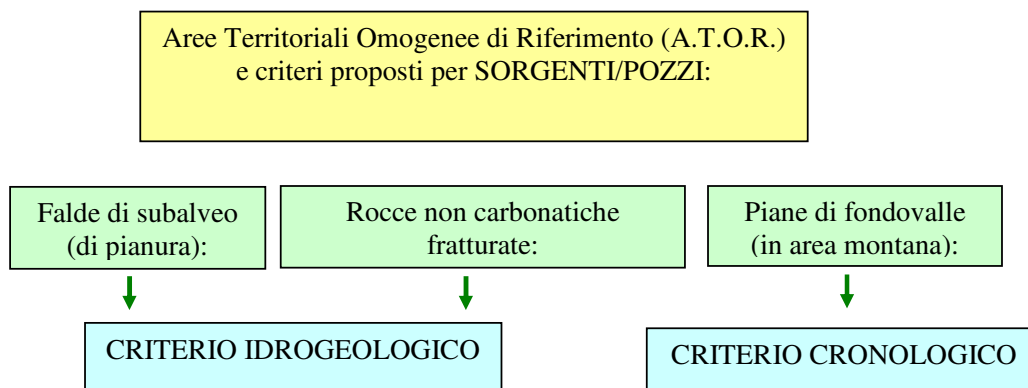 Aree Territoriali Omogenee di Riferimento (A.T.O.R.)
e criteri proposti per SORGENTI/POZZI:
Falde di subalveo
(di pianura):
Rocce non carbonatiche
fratturate:
Piane di fondovalle
(in area montana):
CRITERIO IDROGEOLOGICO
CRITERIO CRONOLOGICO